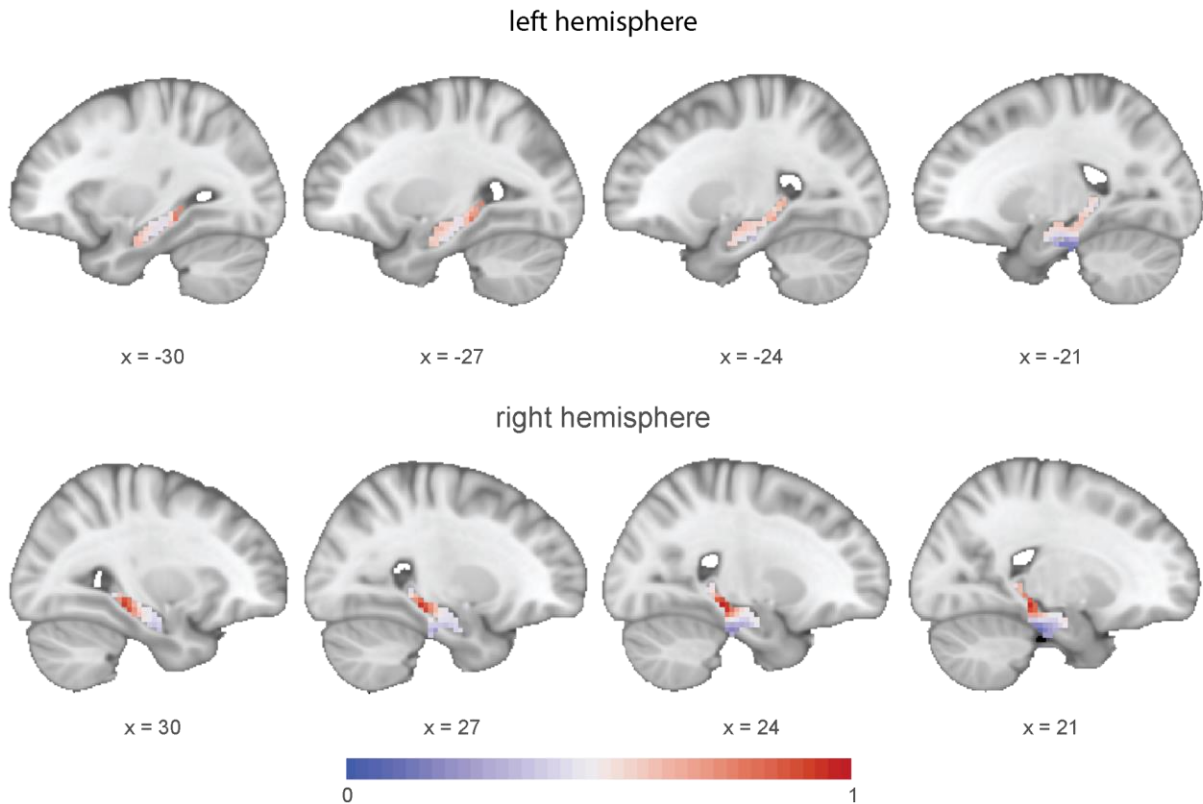 left hemisphere
x = -30
x = -27
x = -24
x = -21
right hemisphere
x = 30
x = 27
x = 24
x = 21
0
1